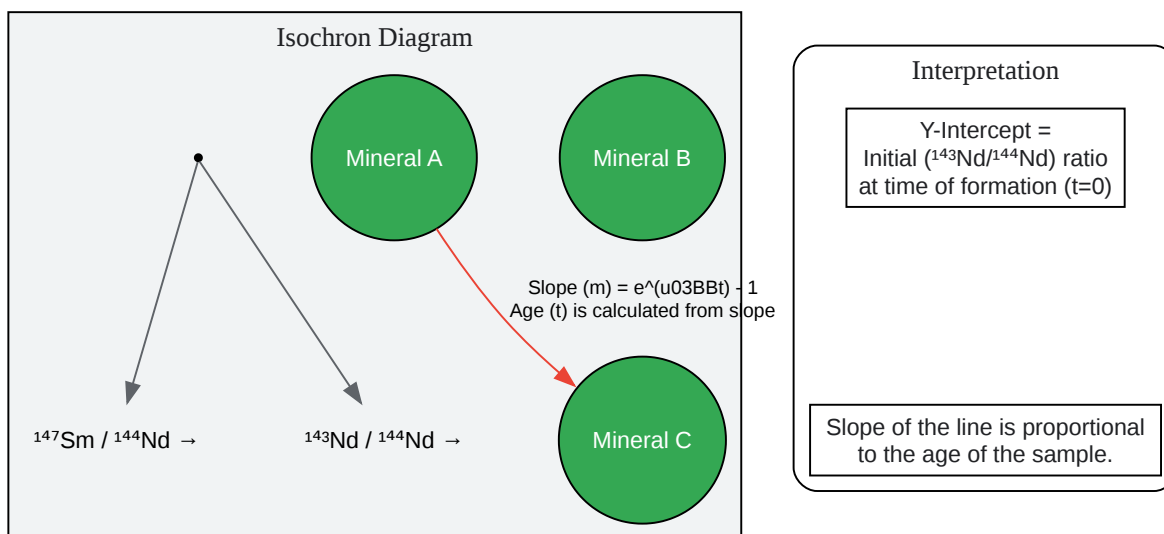 Isochron Diagram
Mineral A
Mineral B
Slope (m) = e^(u03BBt) - 1
Age (t) is calculated from slope
¹⁴⁷Sm / ¹⁴⁴Nd →
¹⁴³Nd / ¹⁴⁴Nd →
Mineral C
Interpretation
Y-Intercept =
Initial (¹⁴³Nd/¹⁴⁴Nd) ratio
at time of formation (t=0)
Slope of the line is proportional
to the age of the sample.